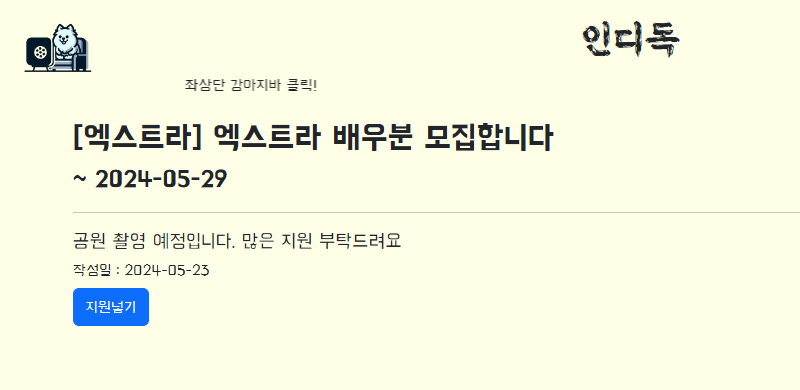 인디독
좌상단 강마지바 클릭!
[엑스트라] 엑스트라 배우분 모집합니다
~ 2024-05-29
공원 촬영 예정입니다. 많은 지원 부탁드려요
작성일 : 2024-05-23
지원넣기